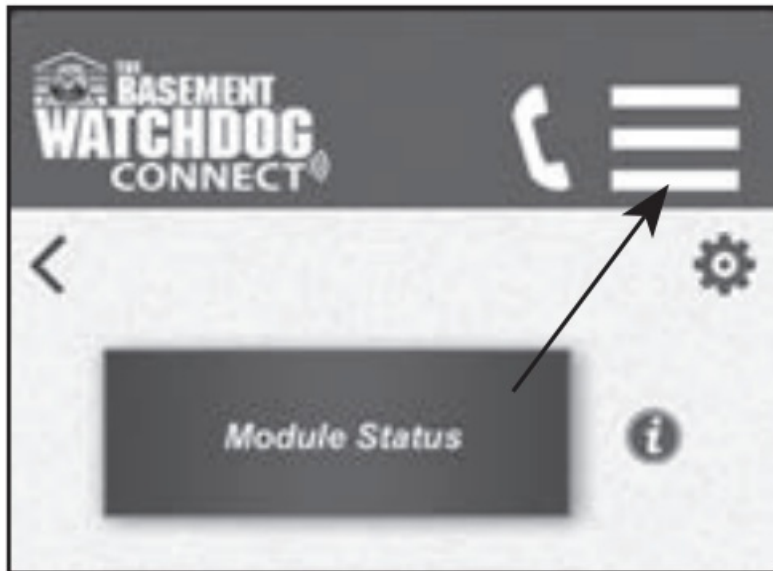 THE
BASEMENT
WATCHDOG
CONNECT
Module Status
i